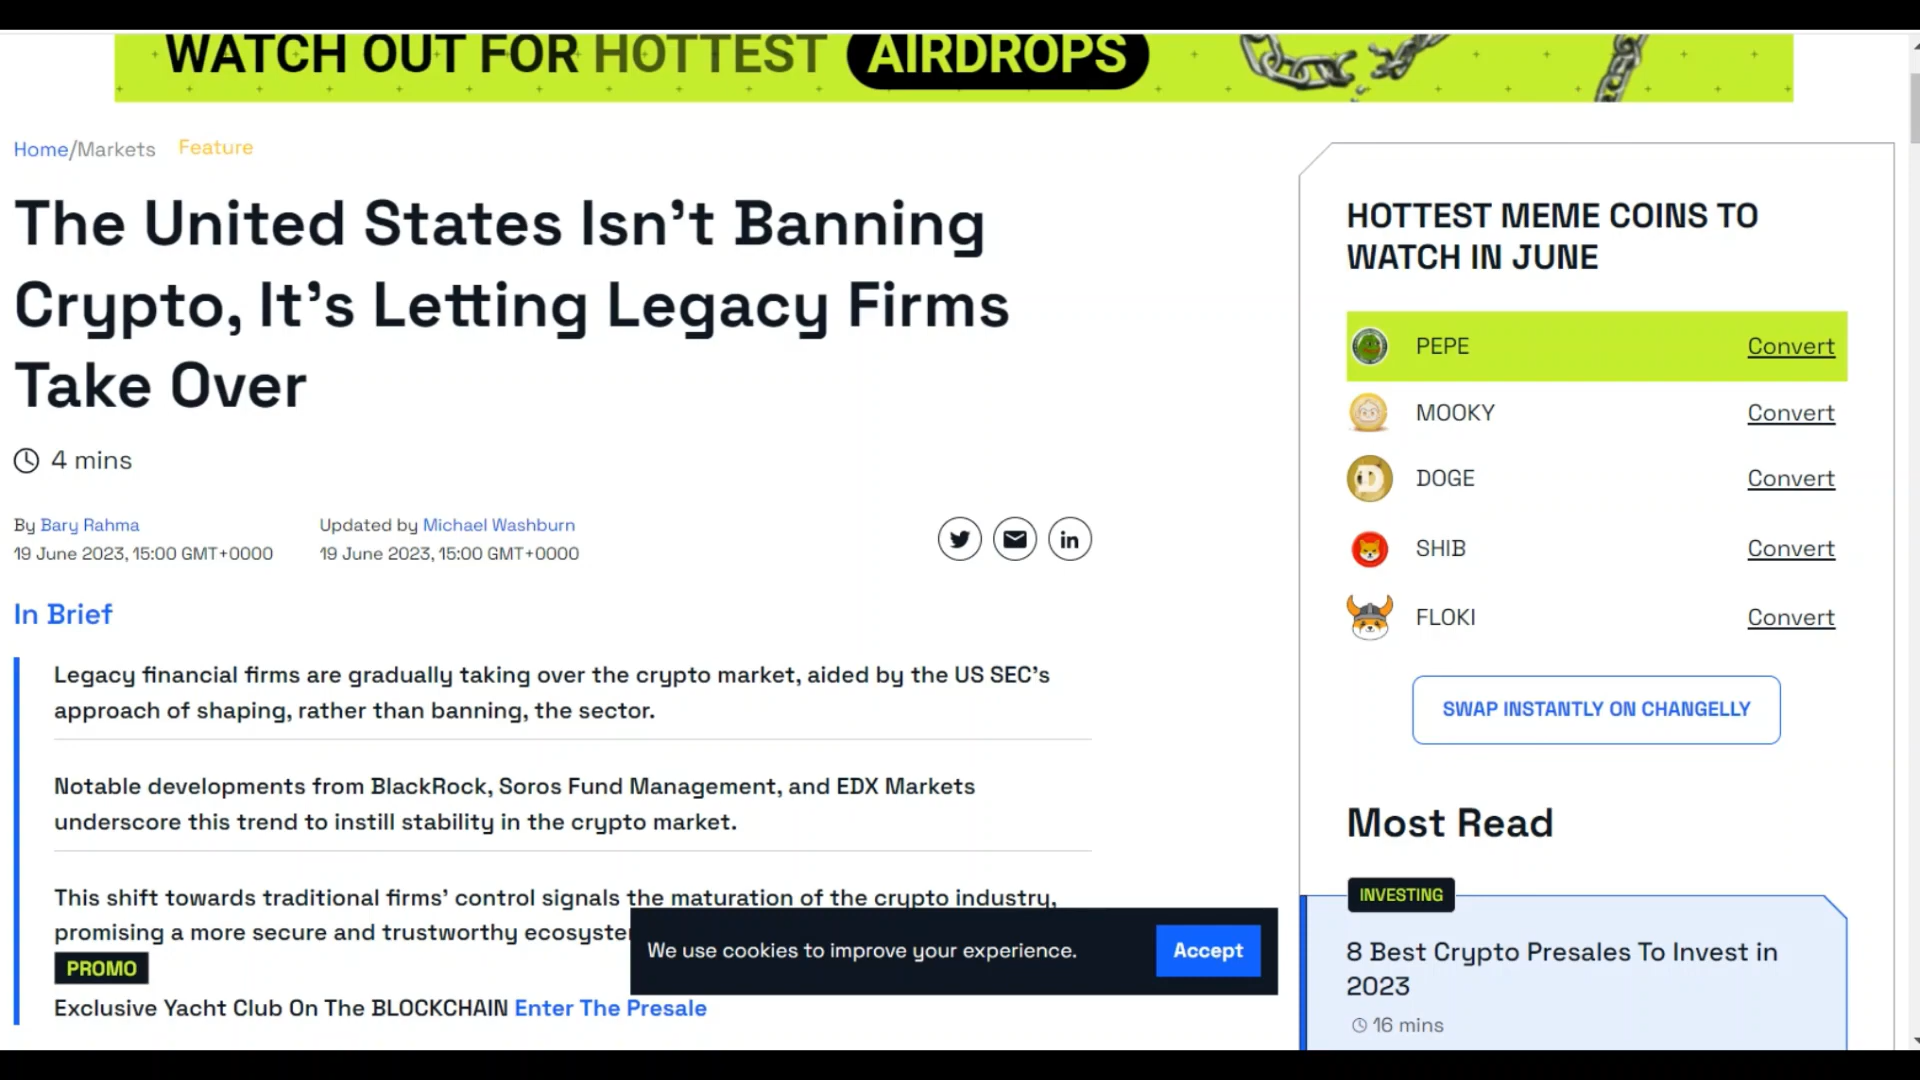 WATCH OUT FOR HOTTEST AIRDROPS
Home/Markets Feature
The United States Isn't Banning
Crypto, It's Letting Legacy Firms
Take Over
4 mins
By Bary Rahma
19 June 2023, 15:00 GMT+0000
Updated by Michael Washburn
19 June 2023, 15:00 GMT+0000
in
In Brief
Legacy financial firms are gradually taking over the crypto market, aided by the US SEC's
approach of shaping, rather than banning, the sector.
Notable developments from BlackRock, Soros Fund Management, and EDX Markets
underscore this trend to instill stability in the crypto market.
This shift towards traditional firms' control signals the maturation of the crypto industry,
promising a more secure and trustworthy
PROMO
Exclusive Yacht Club On The BLOCKCHAIN Enter The Presale
We use cookies to improve your experience. Accept
HOTTEST MEME COINS TO
WATCH IN JUNE
PEPE Convert
MOOKY Convert
DOGE Convert
SHIB Convert
FLOKI Convert
SWAP INSTANTLY ON CHANGELLY
Most Read
INVESTING
8 Best Crypto Presales To Invest in
2023
16 mins